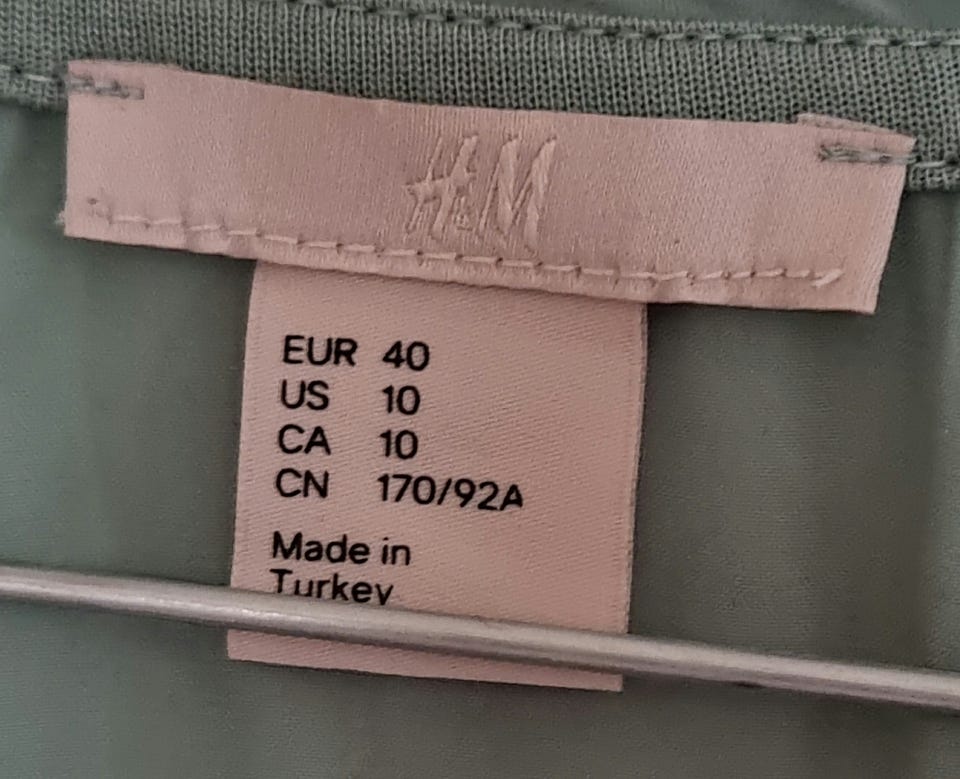 H&M
EUR 40
US 10
CA 10
CN 170/92A
Made in
Turkey